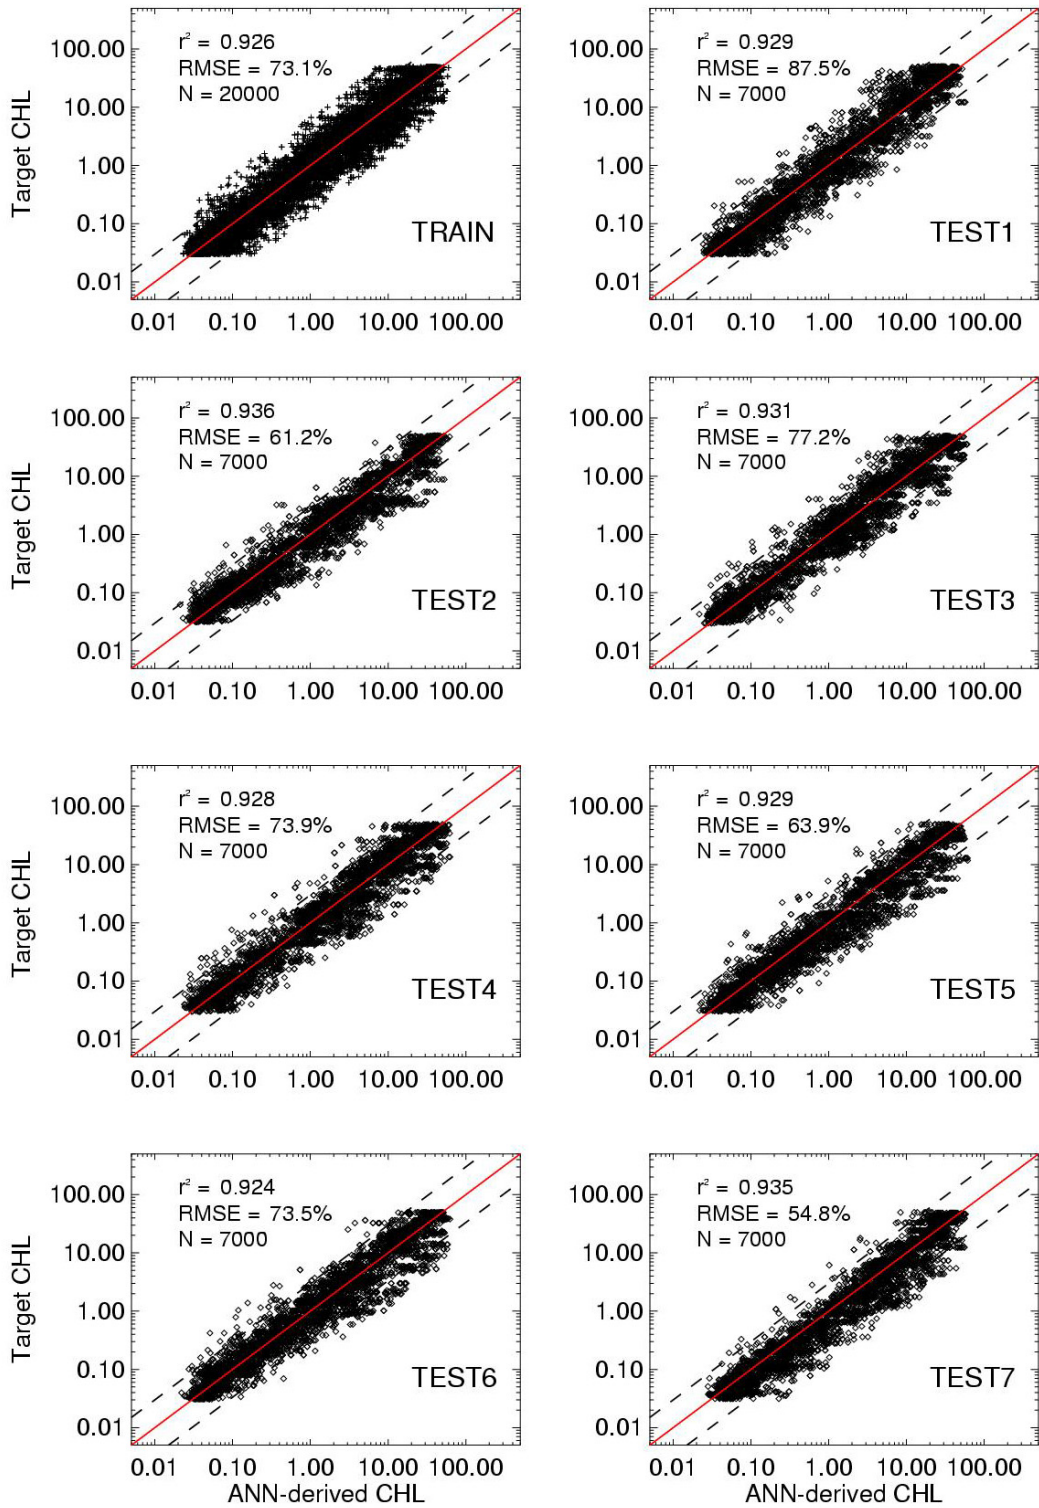 r² = 0.926
RMSE = 73.1%
N = 20000
TRAIN
Target CHL
100.00
10.00
1.00
0.10
0.01
0.01 0.10 1.00 10.00 100.00
r² = 0.929
RMSE = 87.5%
N = 7000
TEST1
100.00
10.00
1.00
0.10
0.01
0.01 0.10 1.00 10.00 100.00
r² = 0.936
RMSE = 61.2%
N = 7000
TEST2
Target CHL
100.00
10.00
1.00
0.10
0.01
0.01 0.10 1.00 10.00 100.00
r² = 0.931
RMSE = 77.2%
N = 7000
TEST3
100.00
10.00
1.00
0.10
0.01
0.01 0.10 1.00 10.00 100.00
r² = 0.928
RMSE = 73.9%
N = 7000
TEST4
Target CHL
100.00
10.00
1.00
0.10
0.01
0.01 0.10 1.00 10.00 100.00
r² = 0.929
RMSE = 63.9%
N = 7000
TEST5
100.00
10.00
1.00
0.10
0.01
0.01 0.10 1.00 10.00 100.00
r² = 0.924
RMSE = 73.5%
N = 7000
TEST6
Target CHL
100.00
10.00
1.00
0.10
0.01
0.01 0.10 1.00 10.00 100.00
ANN-derived CHL
r² = 0.935
RMSE = 54.8%
N = 7000
TEST7
100.00
10.00
1.00
0.10
0.01
0.01 0.10 1.00 10.00 100.00
ANN-derived CHL